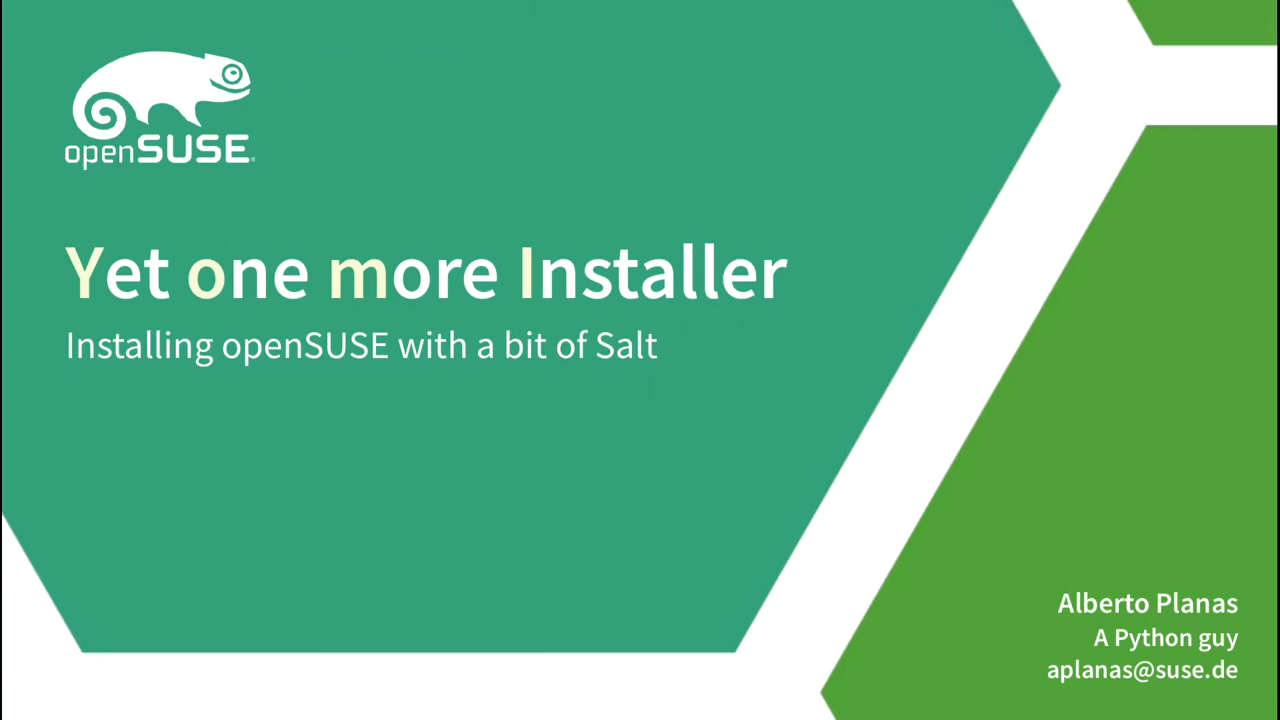 openSUSE
Yet one more Installer
Installing openSUSE with a bit of Salt
Alberto Planas
A Python guy
aplanas@suse.de